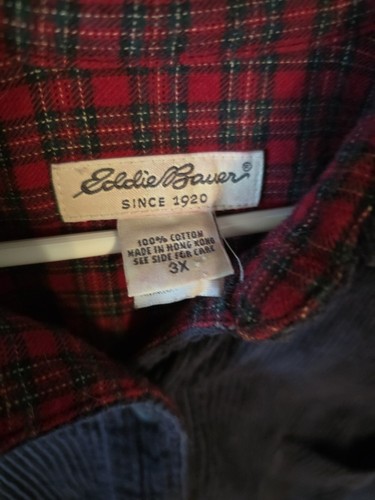 Eddie Bauer®
SINCE 1920
100% COTTON
MADE IN HONG KONG
SEE SIDE FOR CARE
3X